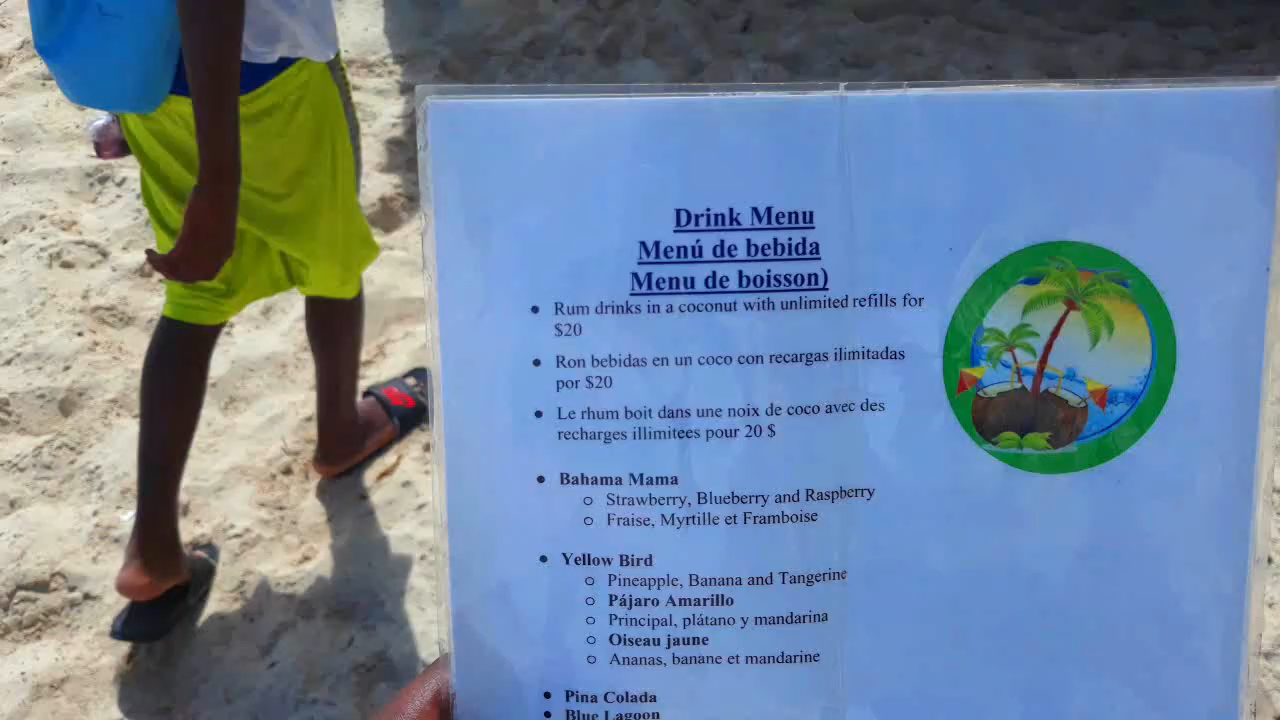 Drink Menu
Menú de bebida
Menu de boisson)
Rum drinks in a coconut with unlimited refills for
$20
Ron bebidas en un coco con recargas ilimitadas
por $20
Le rhum boit dans une noix de coco avec des
recharges illimitees pour 20 $
Bahama Mama
Strawberry, Blueberry and Raspberry
Fraise, Myrtille et Framboise
Yellow Bird
Pineapple, Banana and Tangerine
Pájaro Amarillo
Principal, plátano y mandarina
Oiseau jaune
Ananas, banane et mandarine
Pina Colada
Blue Lagoon